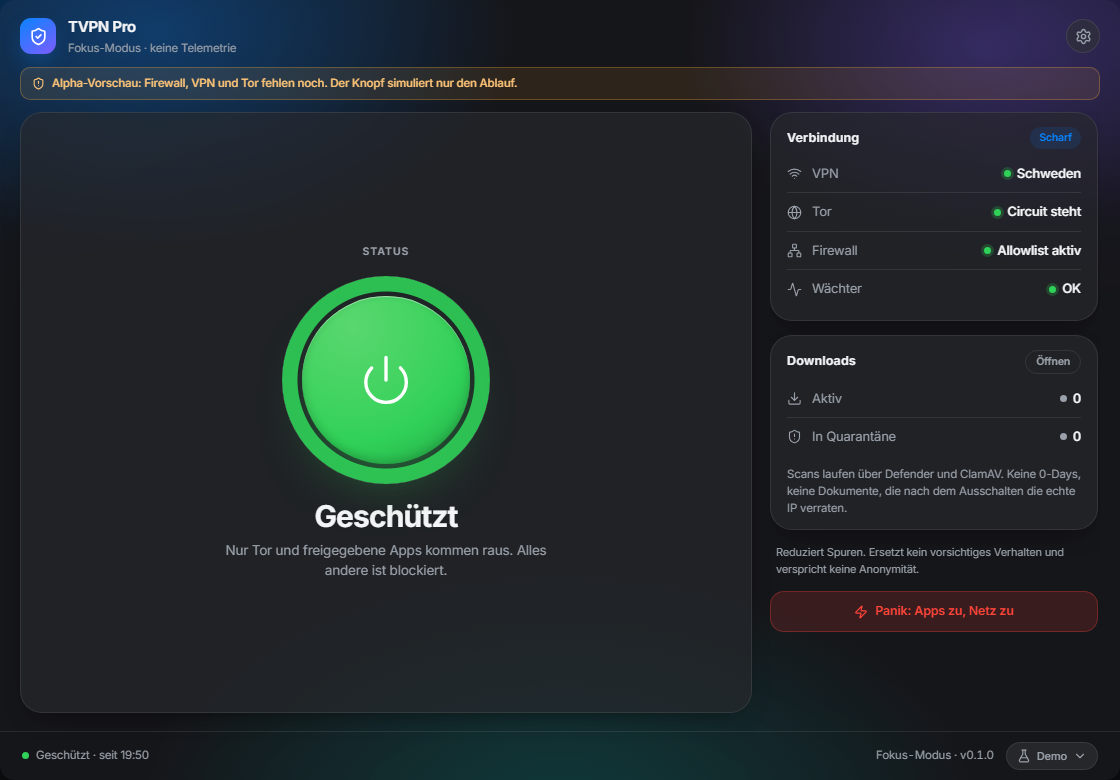 TVPN Pro
Fokus-Modus · keine Telemetrie
Alpha-Vorschau: Firewall, VPN und Tor fehlen noch. Der Knopf simuliert nur den Ablauf.
STATUS
Geschützt
Nur Tor und freigegebene Apps kommen raus. Alles
andere ist blockiert.
Verbindung
Scharf
VPN
Schweden
Tor
Circuit steht
Firewall
Allowlist aktiv
Wächter
OK
Downloads
Öffnen
Aktiv
0
In Quarantäne
0
Scans laufen über Defender und ClamAV. Keine 0-Days,
keine Dokumente, die nach dem Ausschalten die echte
IP verraten.
Reduziert Spuren. Ersetzt kein vorsichtiges Verhalten und
verspricht keine Anonymität.
Panik: Apps zu, Netz zu
Geschützt · seit 19:50
Fokus-Modus · v0.1.0
Demo